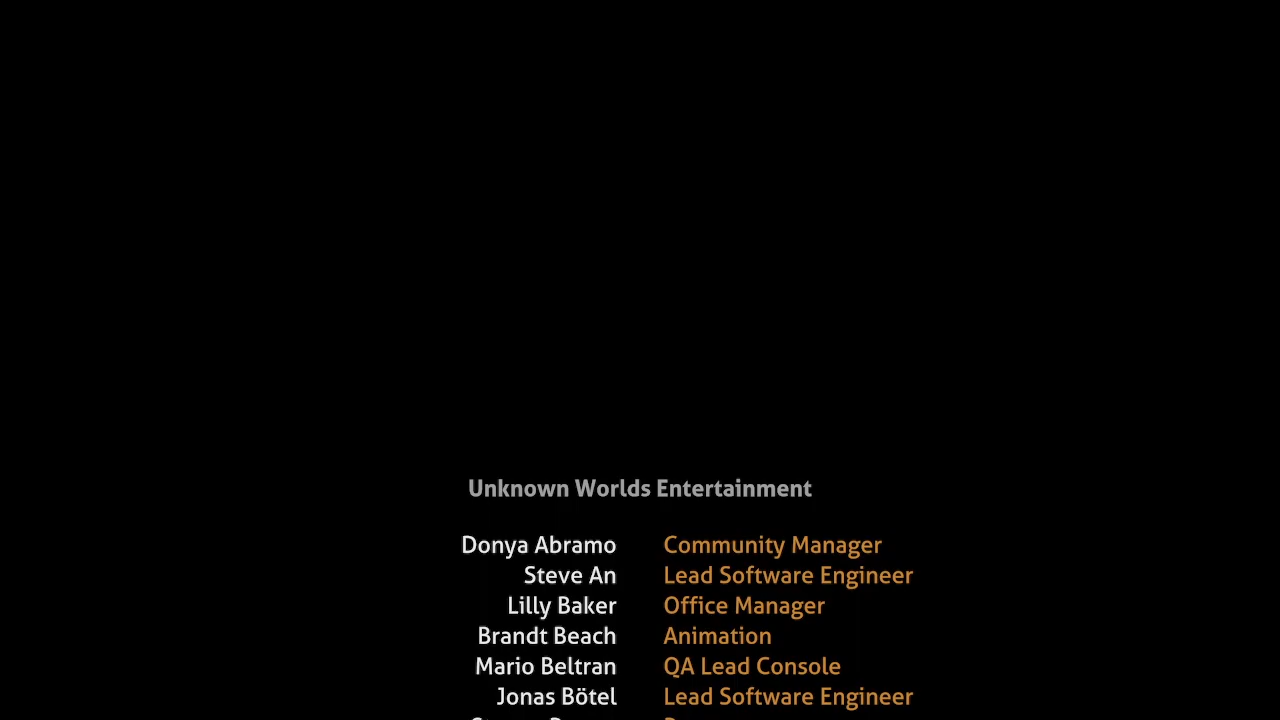 Unknown Worlds Entertainment
Donya Abramo Community Manager
Steve An Lead Software Engineer
Lilly Baker Office Manager
Brandt Beach Animation
Mario Beltran QA Lead Console
Jonas Bötel Lead Software Engineer